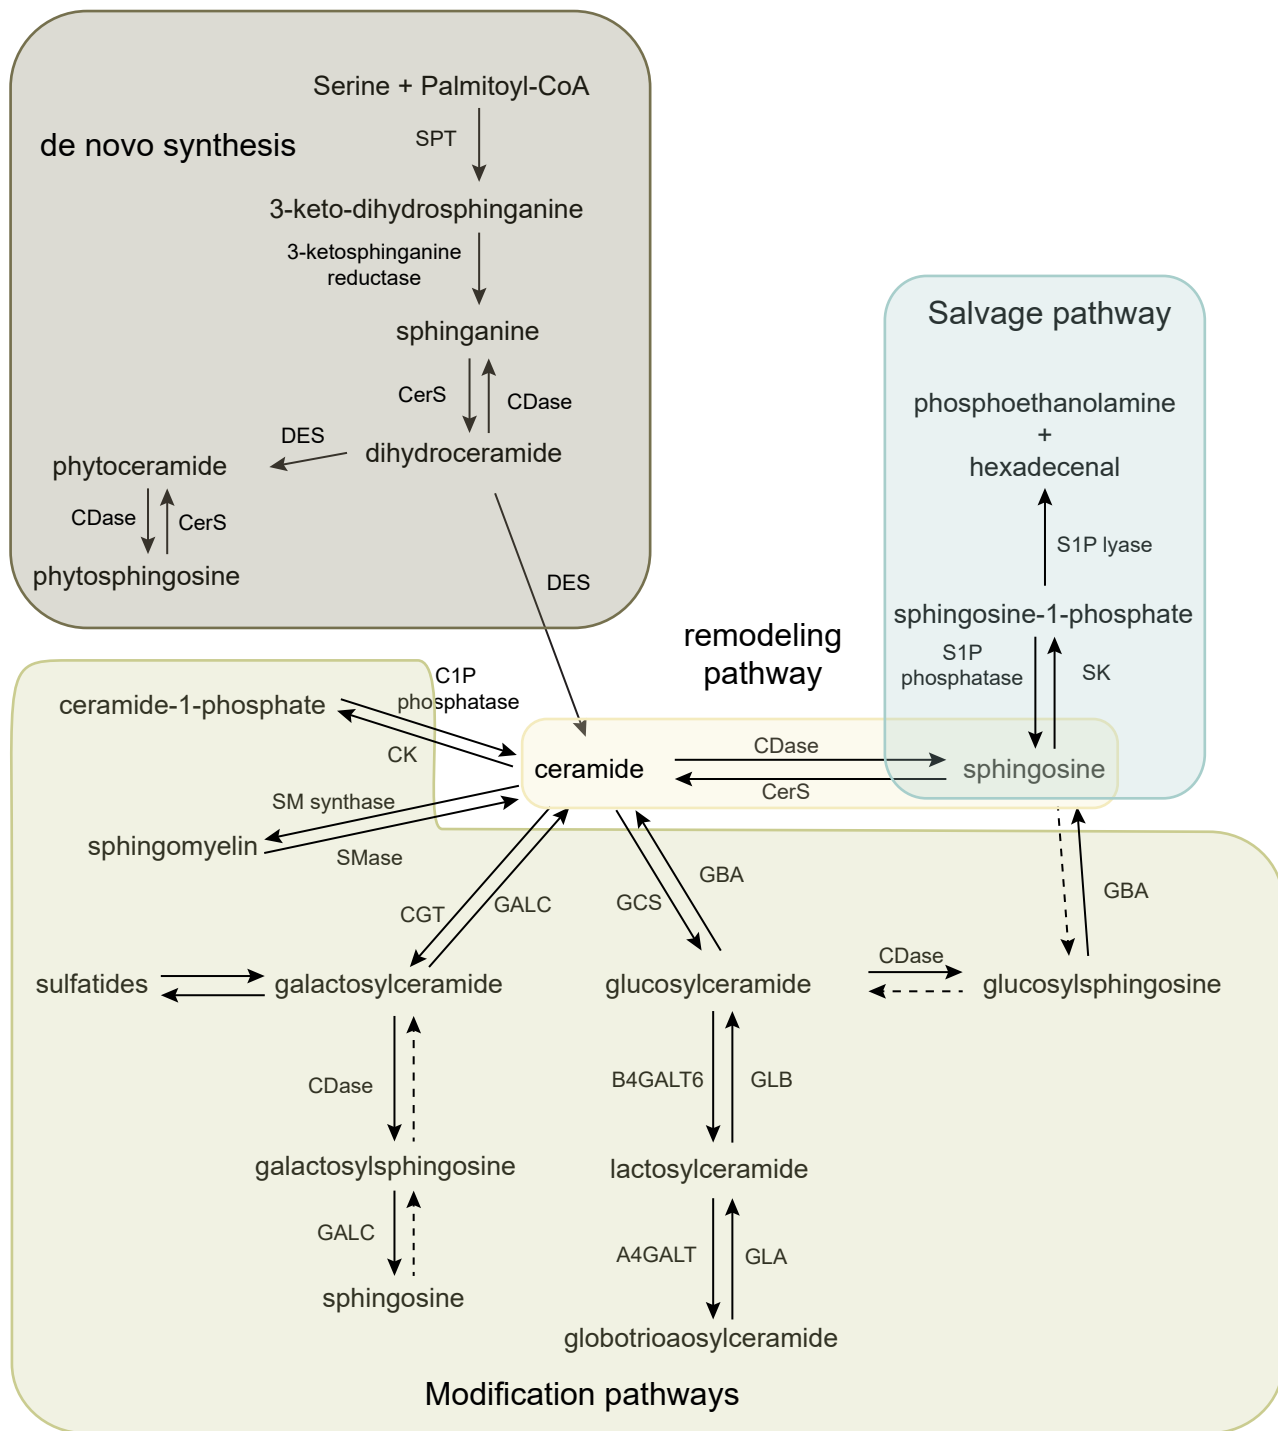 Serine + Palmitoyl-CoA
SPT
de novo synthesis
3-keto-dihydrosphinganine
3-ketosphinganine
reductase
sphinganine
CerS
CDase
DES
dihydroceramide
phytoceramide
CDase
CerS
phytosphingosine
DES
Salvage pathway
phosphoethanolamine
+
hexadecenal
S1P lyase
sphingosine-1-phosphate
S1P
phosphatase
SK
remodeling
pathway
C1P
phosphatase
ceramide-1-phosphate
CK
ceramide
CDase
CerS
sphingosine
SM synthase
sphingomyelin
SMase
CGT
GALC
GCS
GBA
GBA
sulfatides
galactosylceramide
glucosylceramide
CDase
glucosylsphingosine
CDase
B4GALT6
GLB
galactosylsphingosine
lactosylceramide
GALC
A4GALT
GLA
sphingosine
globotrioaosylceramide
Modification pathways